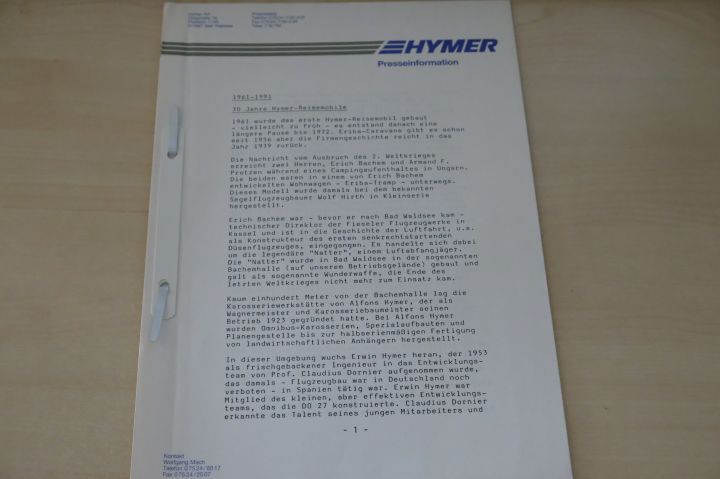 HYMER
Presseinformation
1961-1991
30 Jahre Hymer-Reisemobile
1961 wurde das erste Hymer-Reisemobil gebaut
- vielleicht zu früh - es entstand danach eine
längere Pause bis 1972. Eriba-Caravans gibt es schon
seit 1956 aber die Firmengeschichte reicht in das
Jahr 1939 zurück.
Die Nachricht vom Ausbruch des 2. Weltkrieges
erreicht zwei Herren, Erich Bachem und Armand F.
Protzen während eines Campingaufenthaltes in Ungarn.
Die beiden waren in einem von Erich Bachem
entwickelten Wohnwagen - Eriba-Tramp - unterwegs.
Dieses Modell wurde damals bei dem bekannten
Segelflugzeugbauer Wolf Hirth in Kleinserie
hergestellt.
Erich Bachem war - bevor er nach Bad Waldsee kam -
technischer Direktor der Fieseler Flugzeugwerke in
Kassel und ist in die Geschichte der Luftfahrt, u.a.
als Konstrukteur des ersten senkrechtstartenden
Düsenflugzeuges, eingegangen. Es handelte sich dabei
um die legendäre "Natter", einem Luftabfangjäger.
Die "Natter" wurde in Bad Waldsee in der sogenannten
Bachemhalle (auf unserem Betriebsgelände) gebaut und
galt als sogenannte Wunderwaffe, die Ende des
letzten Weltkrieges nicht mehr zum Einsatz kam.
Kaum einhundert Meter von der Bachemhalle lag die
Karosseriewerkstätte von Alfons Hymer, der als
Wagnermeister und Karosseriebaumeister seinen
Betrieb 1923 gegründet hatte. Bei Alfons Hymer
wurden Omnibus-Karosserien, Spezialaufbauten und
Planengestelle bis zur halbserienmäßigen Fertigung
von landwirtschaftlichen Anhängern hergestellt.
In dieser Umgebung wuchs Erwin Hymer heran, der 1953
als frischgebackener Ingenieur in das Entwicklungs-
team von Prof. Claudius Dornier aufgenommen wurde,
das damals - Flugzeugbau war in Deutschland noch
verboten - in Spanien tätig war. Erwin Hymer war
Mitglied des kleinen, aber effektiven Entwicklungs-
teams, das die DO 27 konstruierte. Claudius Dornier
erkannte das Talent seines jungen Mitarbeiters und
- 1 -
Kontakt
Wolfgang Misch
Telefon 07524/6617
Fax 07524/2507